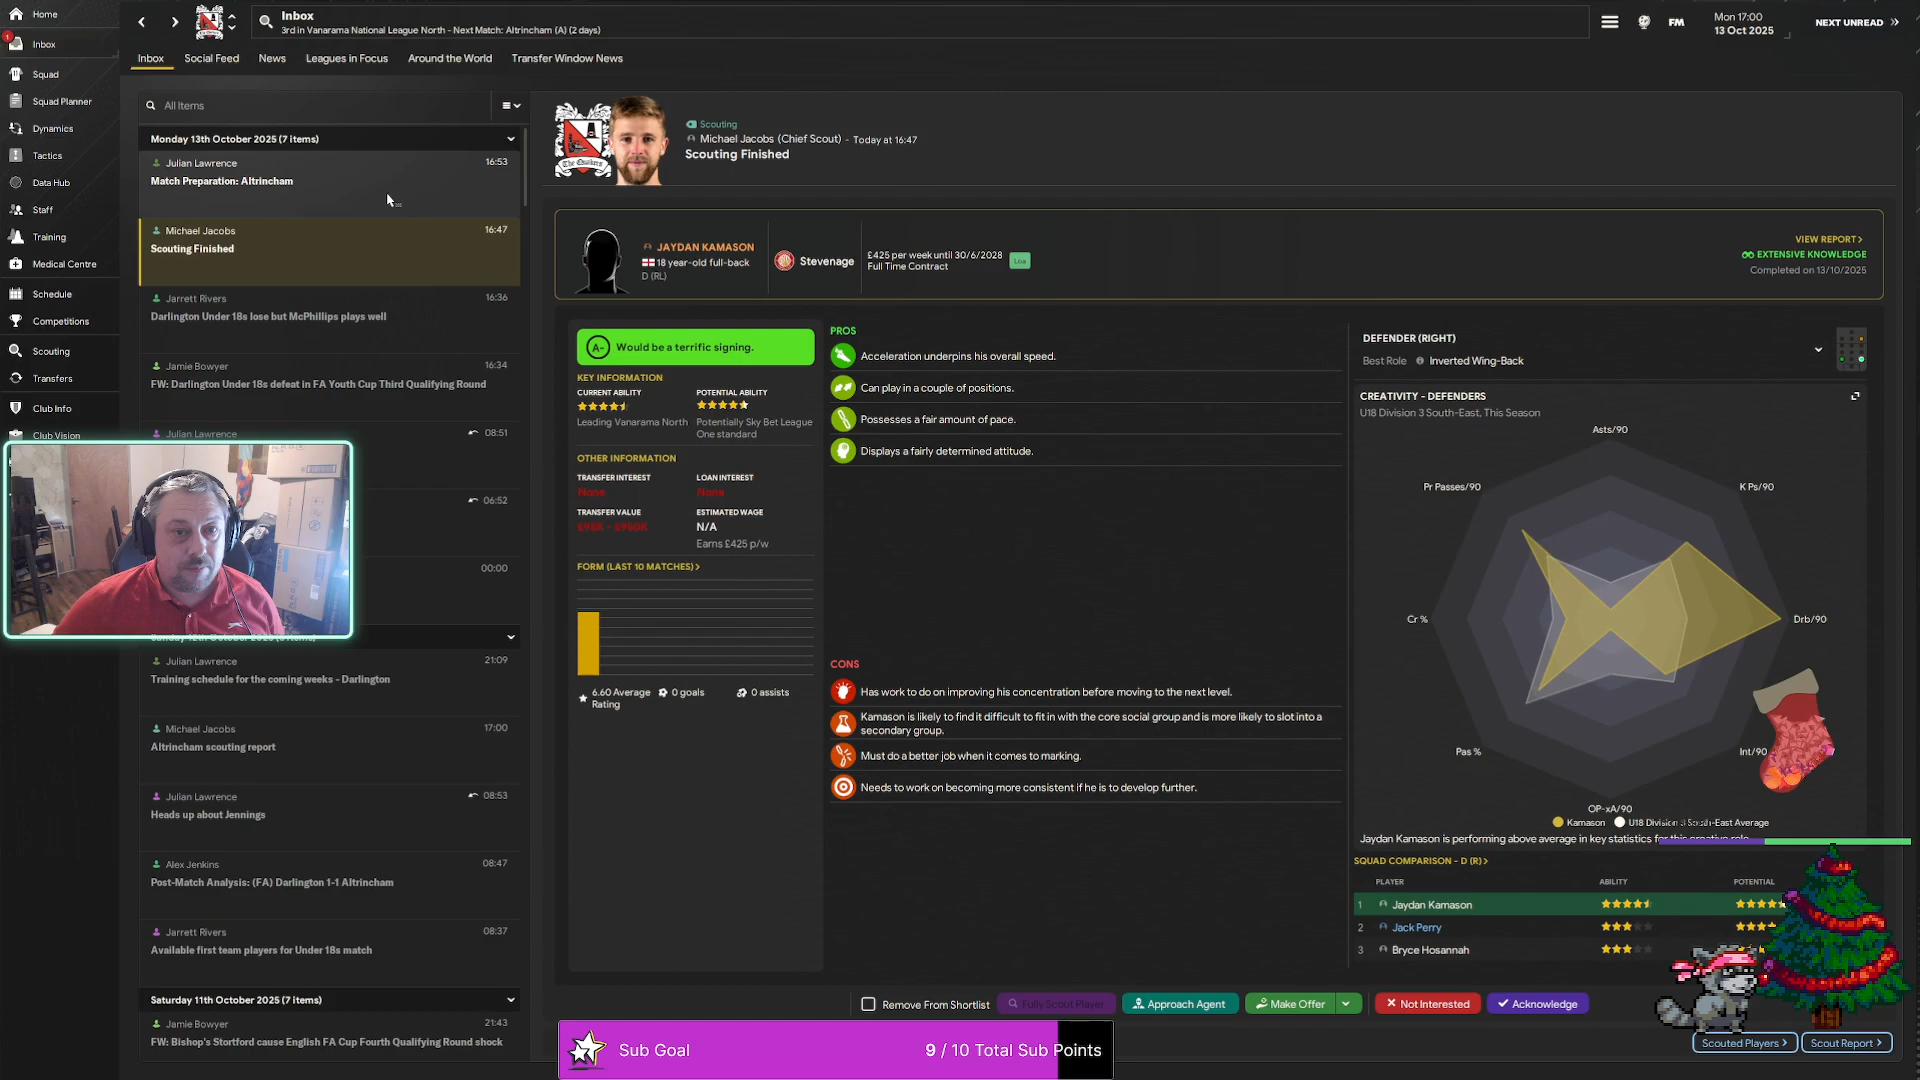 Home
Inbox
Squad
Squad Planner
Dynamics
Tactics
Data Hub
Staff
Training
Medical Centre
Schedule
Competitions
Scouting
Transfers
Club Info
Club Vision
1
Inbox
3rd in Vanarama National League North - Next Match: Altrincham (A) (2 days)
FM
Mon 17:00
13 Oct 2025
NEXT UNREAD
Inbox
Social Feed
News
Leagues in Focus
Around the World
Transfer Window News
All Items
Monday 13th October 2025 (7 items)
Julian Lawrence 16:53
Match Preparation: Altrincham
Michael Jacobs 16:47
Scouting Finished
Jarrett Rivers 16:36
Darlington Under 18s lose but McPhillips plays well
Jamie Bowyer 16:34
FW: Darlington Under 18s defeat in FA Youth Cup Third Qualifying Round
Julian Lawrence 08:51
06:52
00:00
Julian Lawrence 21:09
Training schedule for the coming weeks - Darlington
Michael Jacobs 17:00
Altrincham scouting report
Julian Lawrence 08:53
Heads up about Jennings
Alex Jenkins 08:47
Post-Match Analysis: (FA) Darlington 1-1 Altrincham
Jarrett Rivers 08:37
Available first team players for Under 18s match
Saturday 11th October 2025 (7 items)
Jamie Bowyer 21:43
FW: Bishop's Stortford cause English FA Cup Fourth Qualifying Round shock
The Quakers
Scouting
Michael Jacobs (Chief Scout) - Today at 16:47
Scouting Finished
JAYDAN KAMASON
18 year-old full-back
D (RL)
Stevenage
£425 per week until 30/6/2028
Full Time Contract
Loa
VIEW REPORT >
EXTENSIVE KNOWLEDGE
Completed on 13/10/2025
A- Would be a terrific signing.
KEY INFORMATION
CURRENT ABILITY
POTENTIAL ABILITY
Leading Vanarama North
Potentially Sky Bet League One standard
OTHER INFORMATION
TRANSFER INTEREST
None
LOAN INTEREST
None
TRANSFER VALUE
£95K - £950K
ESTIMATED WAGE
N/A
Earns £425 p/w
FORM (LAST 10 MATCHES) >
6.60 Average Rating
0 goals
0 assists
PROS
Acceleration underpins his overall speed.
Can play in a couple of positions.
Possesses a fair amount of pace.
Displays a fairly determined attitude.
CONS
Has work to do on improving his concentration before moving to the next level.
Kamason is likely to find it difficult to fit in with the core social group and is more likely to slot into a
secondary group.
Must do a better job when it comes to marking.
Needs to work on becoming more consistent if he is to develop further.
DEFENDER (RIGHT)
Best Role Inverted Wing-Back
CREATIVITY - DEFENDERS
U18 Division 3 South-East, This Season
Asts/90
K Ps/90
Drb/90
Int/90
OP-xA/90
Pas %
Cr %
Pr Passes/90
Kamason
U18 Division 3 South-East Average
Jaydan Kamason is performing above average in key statistics for this creative role.
SQUAD COMPARISON - D (R) >
PLAYER ABILITY POTENTIAL
1 Jaydan Kamason
2 Jack Perry
3 Bryce Hosannah
Remove From Shortlist
Fully Scout Player
Approach Agent
Make Offer
Not Interested
Acknowledge
Scouted Players >
Scout Report >
Sub Goal
9 / 10 Total Sub Points